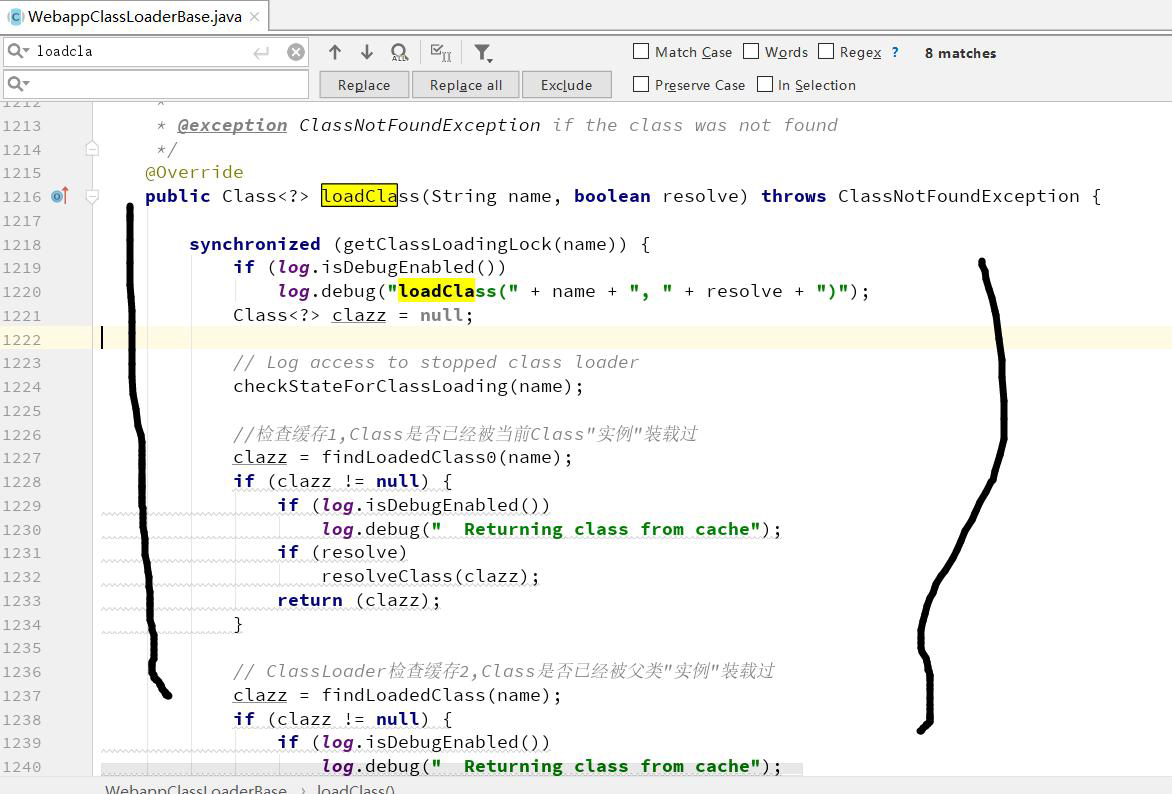 WebappClassLoaderBase.java
loadcla
Match Case Words Regex ? 8 matches
Replace Replace all Exclude Preserve Case In Selection
1212 *
1213 * @exception ClassNotFoundException if the class was not found
1214 */
1215 @Override
1216 public Class<?> loadClass(String name, boolean resolve) throws ClassNotFoundException {
1217
1218 synchronized (getClassLoadingLock(name)) {
1219 if (log.isDebugEnabled())
1220 log.debug("loadClass(" + name + ", " + resolve + ")");
1221 Class<?> clazz = null;
1222
1223 // Log access to stopped class loader
1224 checkStateForClassLoading(name);
1225
1226 //检查缓存1,Class是否已经被当前Class"实例"装载过
1227 clazz = findLoadedClass0(name);
1228 if (clazz != null) {
1229 if (log.isDebugEnabled())
1230 log.debug("  Returning class from cache");
1231 if (resolve)
1232 resolveClass(clazz);
1233 return (clazz);
1234 }
1235
1236 // ClassLoader检查缓存2,Class是否已经被父类"实例"装载过
1237 clazz = findLoadedClass(name);
1238 if (clazz != null) {
1239 if (log.isDebugEnabled())
1240 log.debug("  Returning class from cache");
WebappClassLoaderBase › loadClass()